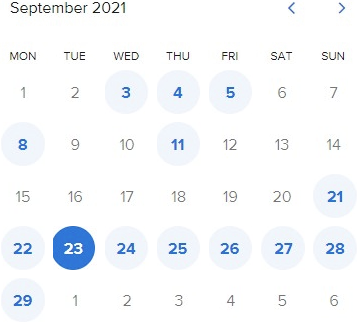 September 2021
MON TUE WED THU FRI SAT SUN
1 2 3 4 5 6 7
8 9 10 11 12 13 14
15 16 17 18 19 20 21
22 23 24 25 26 27 28
29 1 2 3 4 5 6